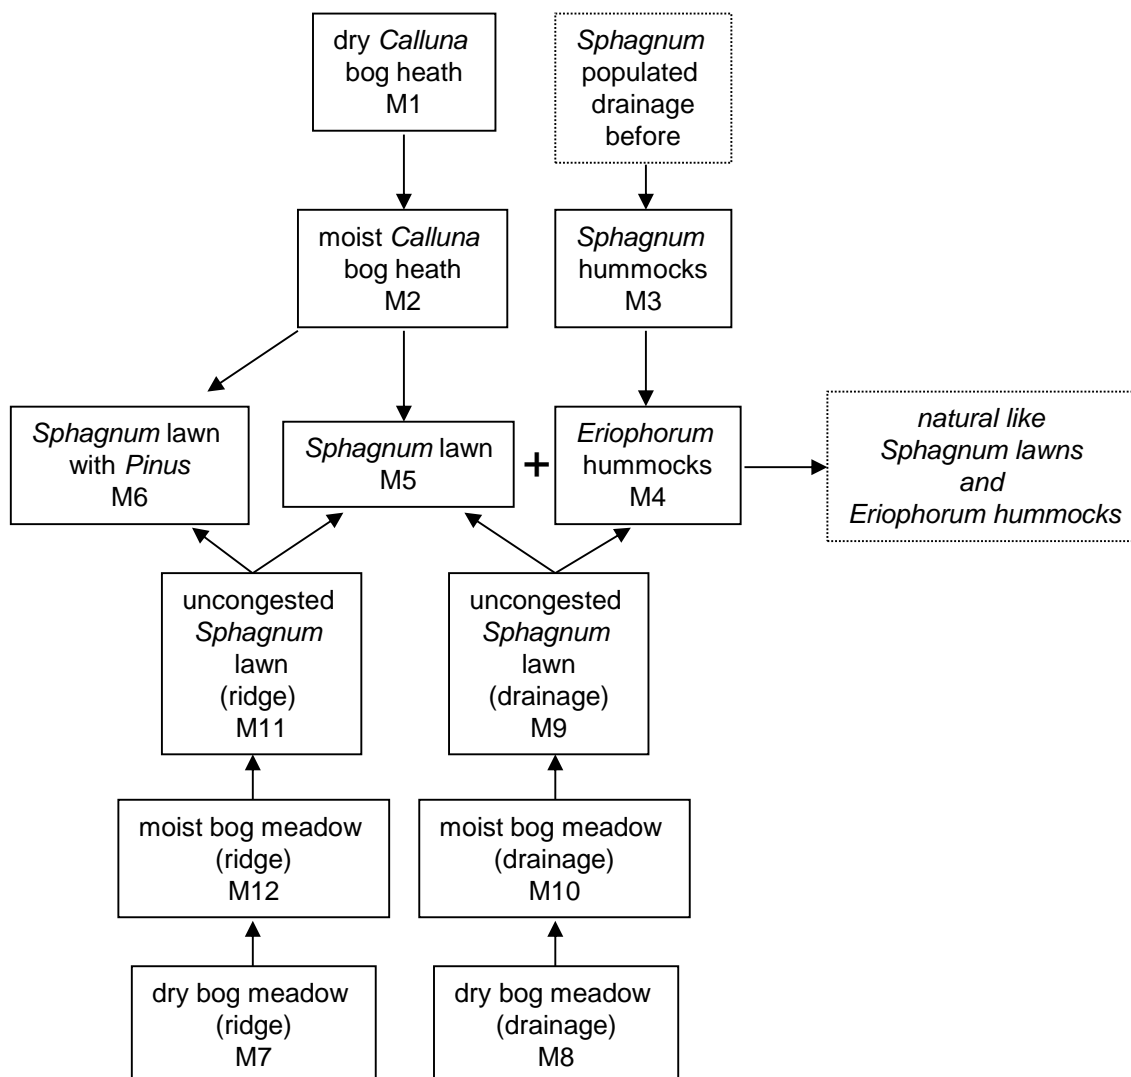 dry Calluna
bog heath
M1
Sphagnum
populated
drainage
before
moist Calluna
bog heath
M2
Sphagnum
hummocks
M3
Sphagnum lawn
with Pinus
M6
Sphagnum lawn
M5
+
Eriophorum
hummocks
M4
natural like
Sphagnum lawns
and
Eriophorum hummocks
uncongested
Sphagnum
lawn
(ridge)
M11
uncongested
Sphagnum
lawn
(drainage)
M9
moist bog meadow
(ridge)
M12
moist bog meadow
(drainage)
M10
dry bog meadow
(ridge)
M7
dry bog meadow
(drainage)
M8